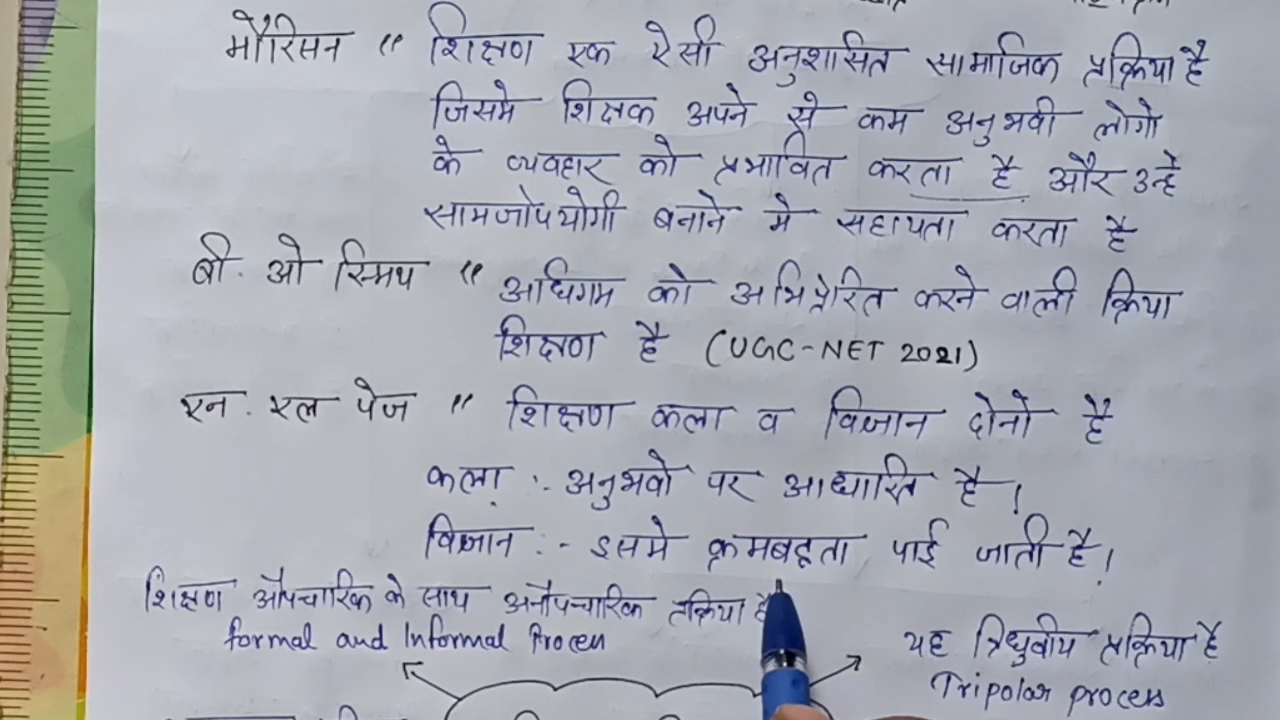 मौरिसन " शिक्षण एक ऐसी अनुशासित सामाजिक प्रक्रिया है
जिसमे शिक्षक अपने से कम अनुभवी लोगो
के व्यवहार को प्रभावित करता है और उन्हे
सामजोपयोगी बनाने मे सहायता करता है
बी. ओ स्मिथ " अधिगम को अभिप्रेरित करने वाली क्रिया
शिक्षण है (UGC-NET 2021)
एन. एल पेज " शिक्षण कला व विज्ञान दोनो है
कला :- अनुभवो पर आधारित है।
विज्ञान :- इसमे क्रमबद्धता पाई जाती है।
शिक्षण औपचारिक के साथ अनौपचारिक प्रक्रिया है
formal and Informal Process
यह त्रिध्रुवीय प्रक्रिया है
Tripolar process